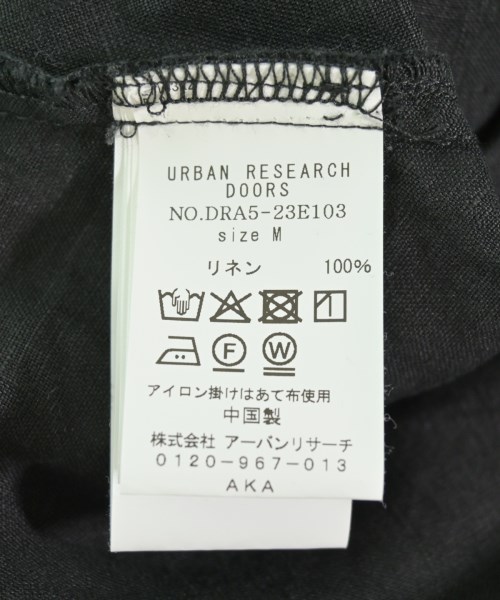 URBAN RESEARCH
DOORS
NO.DRA5-23E103
size M
リネン 100%
F W
アイロン掛けはあて布使用
中国製
株式会社 アーバンリサーチ
0120-967-013
AKA